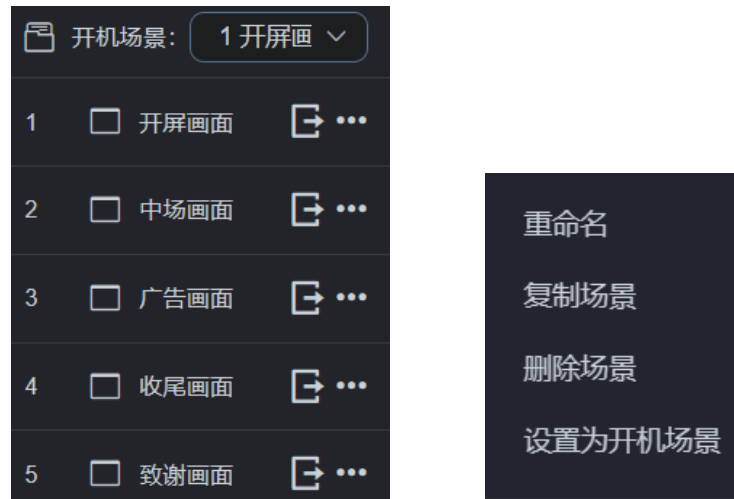 开机场景： 1 开屏画
1 开屏画面
2 中场画面
3 广告画面
4 收尾画面
5 致谢画面
重命名
复制场景
删除场景
设置为开机场景